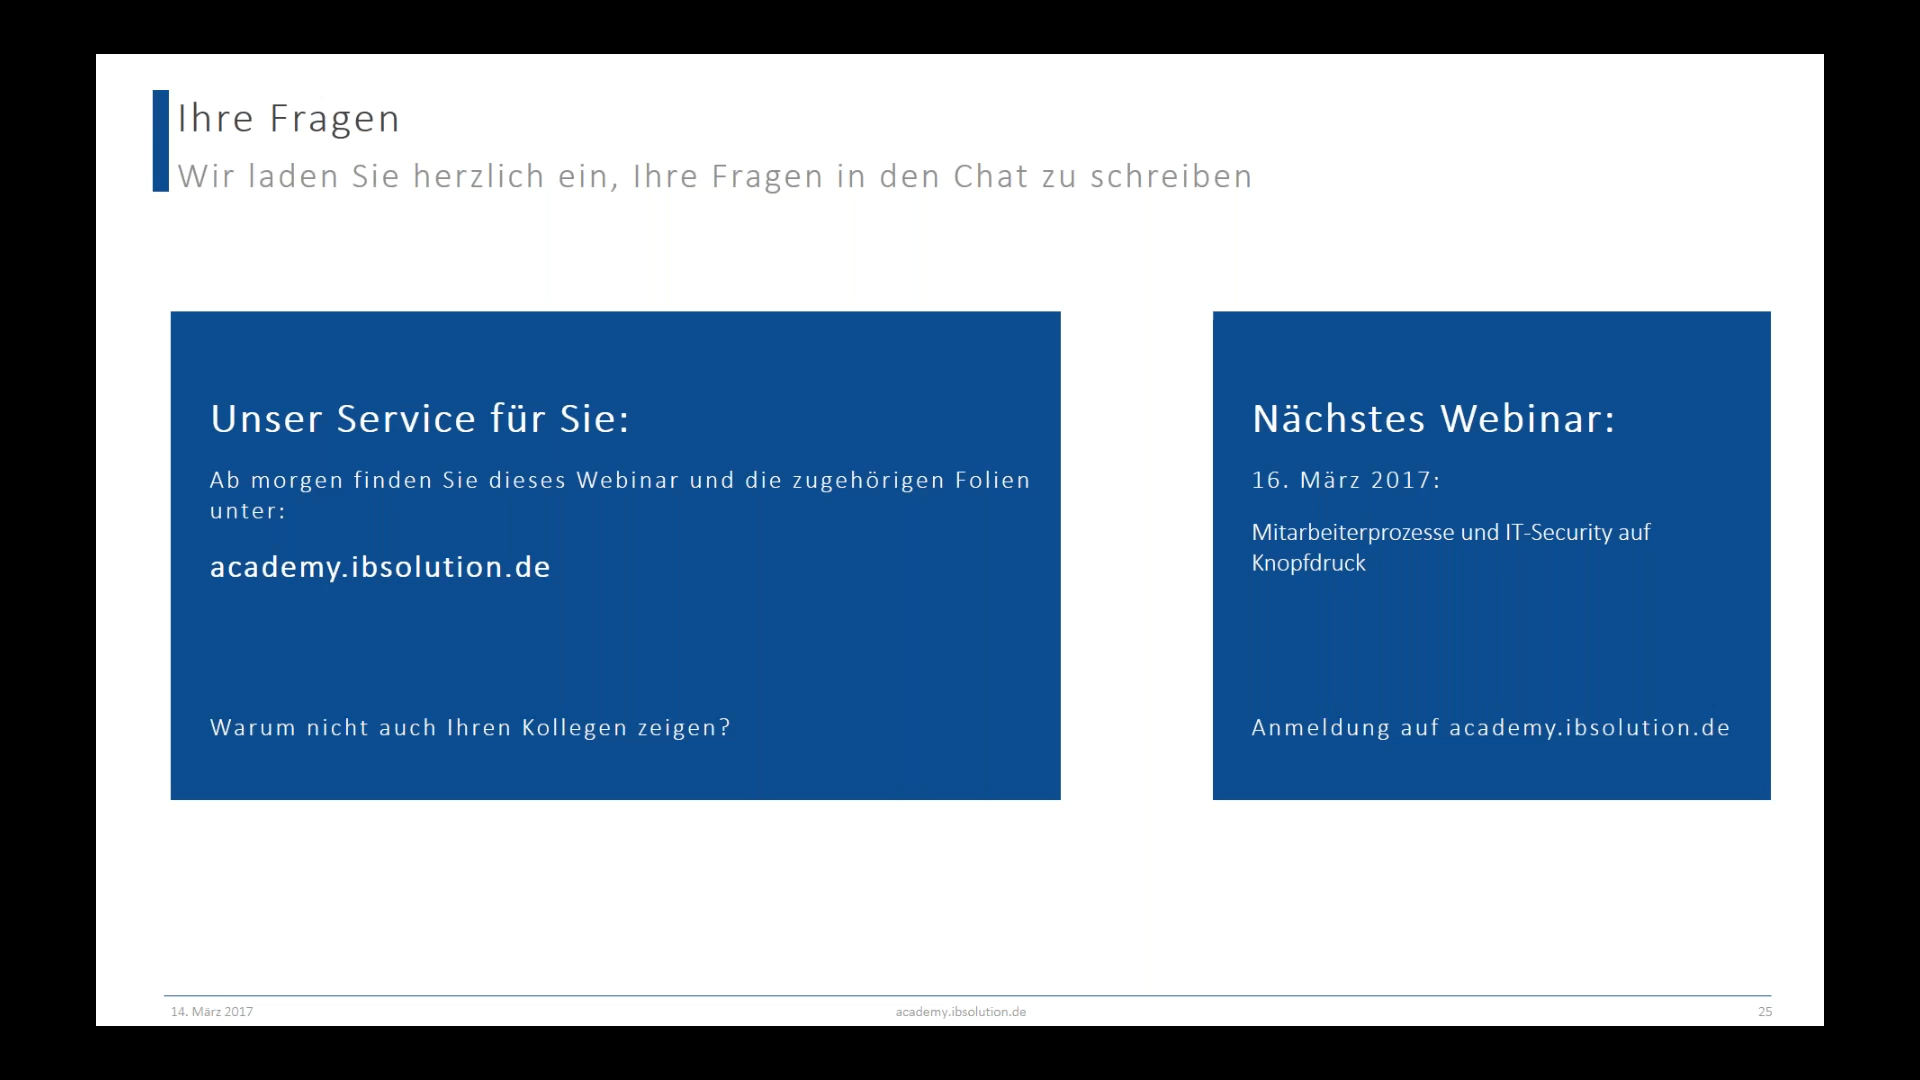 Ihre Fragen
Wir laden Sie herzlich ein, Ihre Fragen in den Chat zu schreiben
Unser Service für Sie:
Ab morgen finden Sie dieses Webinar und die zugehörigen Folien
unter:
academy.ibsolution.de
Warum nicht auch Ihren Kollegen zeigen?
Nächstes Webinar:
16. März 2017:
Mitarbeiterprozesse und IT-Security auf
Knopfdruck
Anmeldung auf academy.ibsolution.de
14. März 2017
academy.ibsolution.de
25